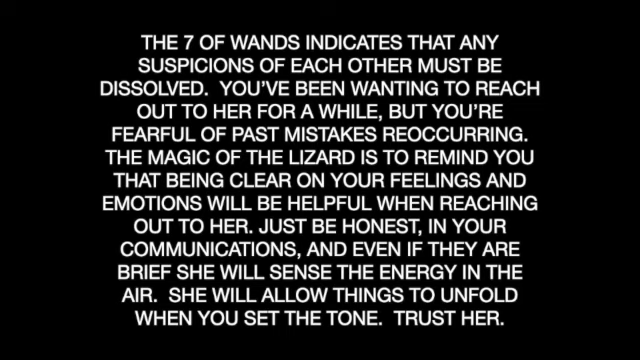 THE 7 OF WANDS INDICATES THAT ANY
SUSPICIONS OF EACH OTHER MUST BE
DISSOLVED.  YOU'VE BEEN WANTING TO REACH
OUT TO HER FOR A WHILE, BUT YOU'RE
FEARFUL OF PAST MISTAKES REOCCURRING.
THE MAGIC OF THE LIZARD IS TO REMIND YOU
THAT BEING CLEAR ON YOUR FEELINGS AND
EMOTIONS WILL BE HELPFUL WHEN REACHING
OUT TO HER. JUST BE HONEST, IN YOUR
COMMUNICATIONS, AND EVEN IF THEY ARE
BRIEF SHE WILL SENSE THE ENERGY IN THE
AIR.  SHE WILL ALLOW THINGS TO UNFOLD
WHEN YOU SET THE TONE.  TRUST HER.